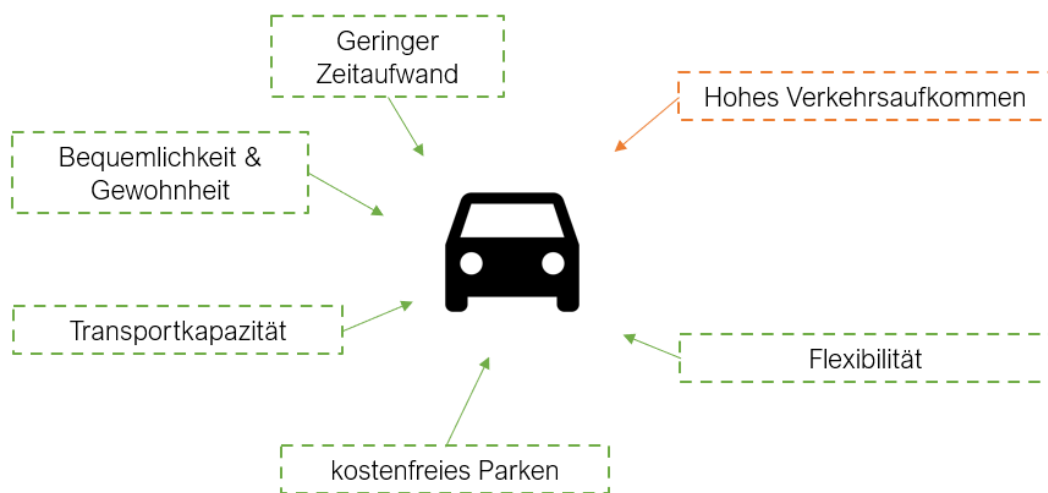 Geringer
Zeitaufwand
Hohes Verkehrsaufkommen
Bequemlichkeit &
Gewohnheit
Transportkapazität
Flexibilität
kostenfreies Parken